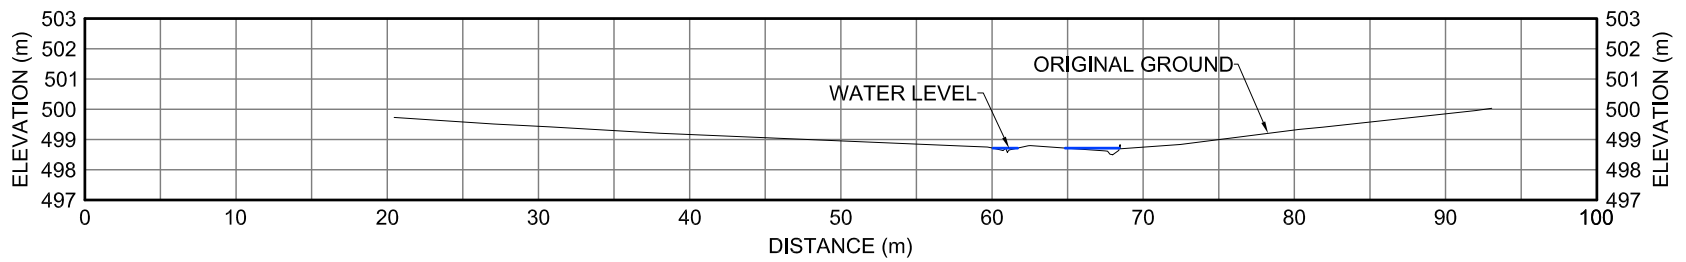 503
502
501
500
499
498
497
ELEVATION (m)
503
502
501
500
499
498
497
ELEVATION (m)
ORIGINAL GROUND
WATER LEVEL
0 10 20 30 40 50 60 70 80 90 100
DISTANCE (m)